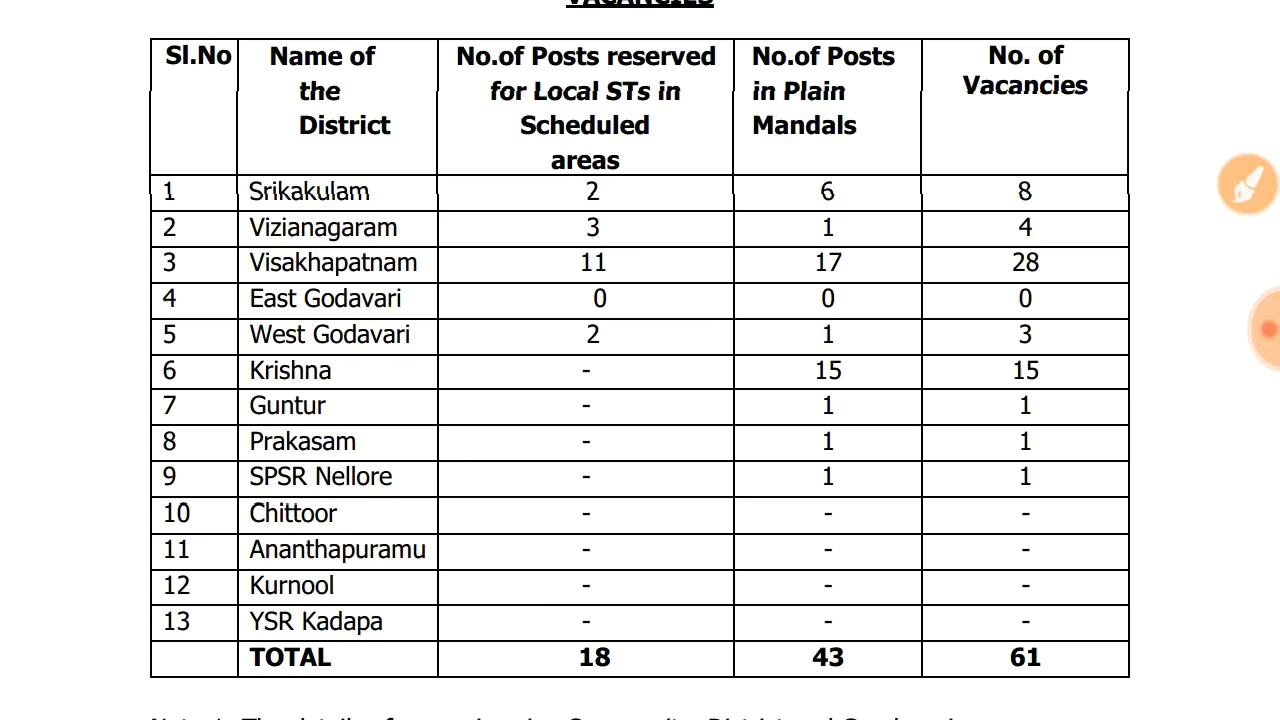 VACANCIES
Sl.No Name of the District No.of Posts reserved for Local STs in Scheduled areas No.of Posts in Plain Mandals No. of Vacancies
1 Srikakulam 2 6 8
2 Vizianagaram 3 1 4
3 Visakhapatnam 11 17 28
4 East Godavari 0 0 0
5 West Godavari 2 1 3
6 Krishna - 15 15
7 Guntur - 1 1
8 Prakasam - 1 1
9 SPSR Nellore - 1 1
10 Chittoor - - -
11 Ananthapuramu - - -
12 Kurnool - - -
13 YSR Kadapa - - -
TOTAL 18 43 61